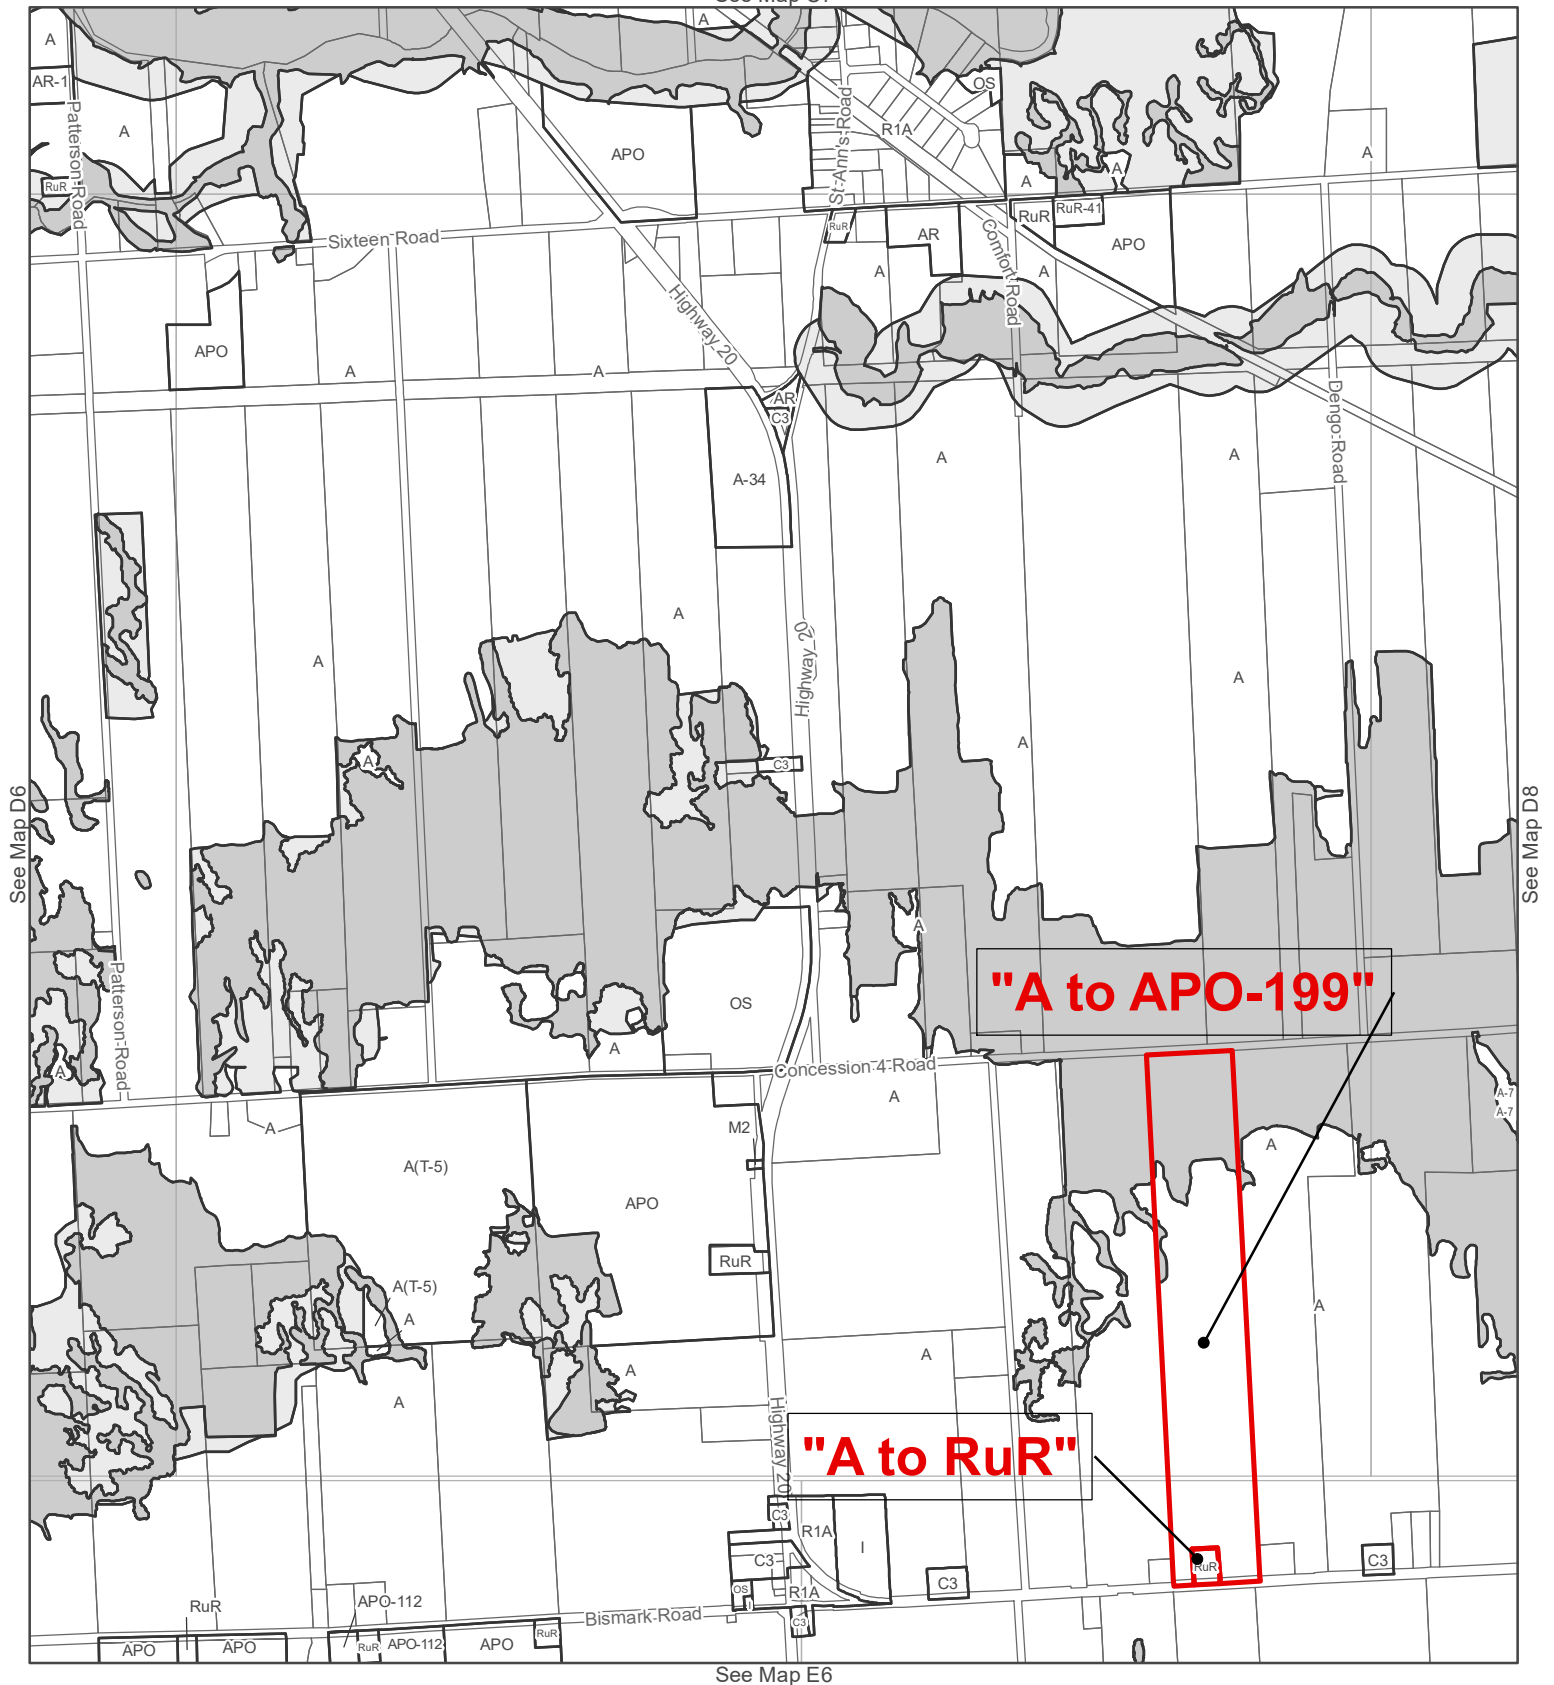 A
A
AR-1
OS
Patterson Road
A
St Ann's Road
R1A
APO
A
A
A
RuR
RuR-41
RuR
RuR
AR
APO
Sixteen Road
Comfort Road
A
A
Highway 20
APO
A
A
AR
C3
Dengo Road
A
A
A-34
A
A
Highway 20
A
A
A
C3
See Map D6
See Map D8
A
Patterson Road
"A to APO-199"
OS
A
A
Concession 4 Road
A
A-7
A-7
A
M2
A
A(T-5)
APO
RuR
A(T-5)
A
A
A
A
A
Highway 20
"A to RuR"
C3
R1A
I
C3
C3
RuR
C3
OS
R1A
I
RuR
APO-112
Bismark Road
C3
APO
APO
RuR
APO-112
APO
RuR
See Map E6